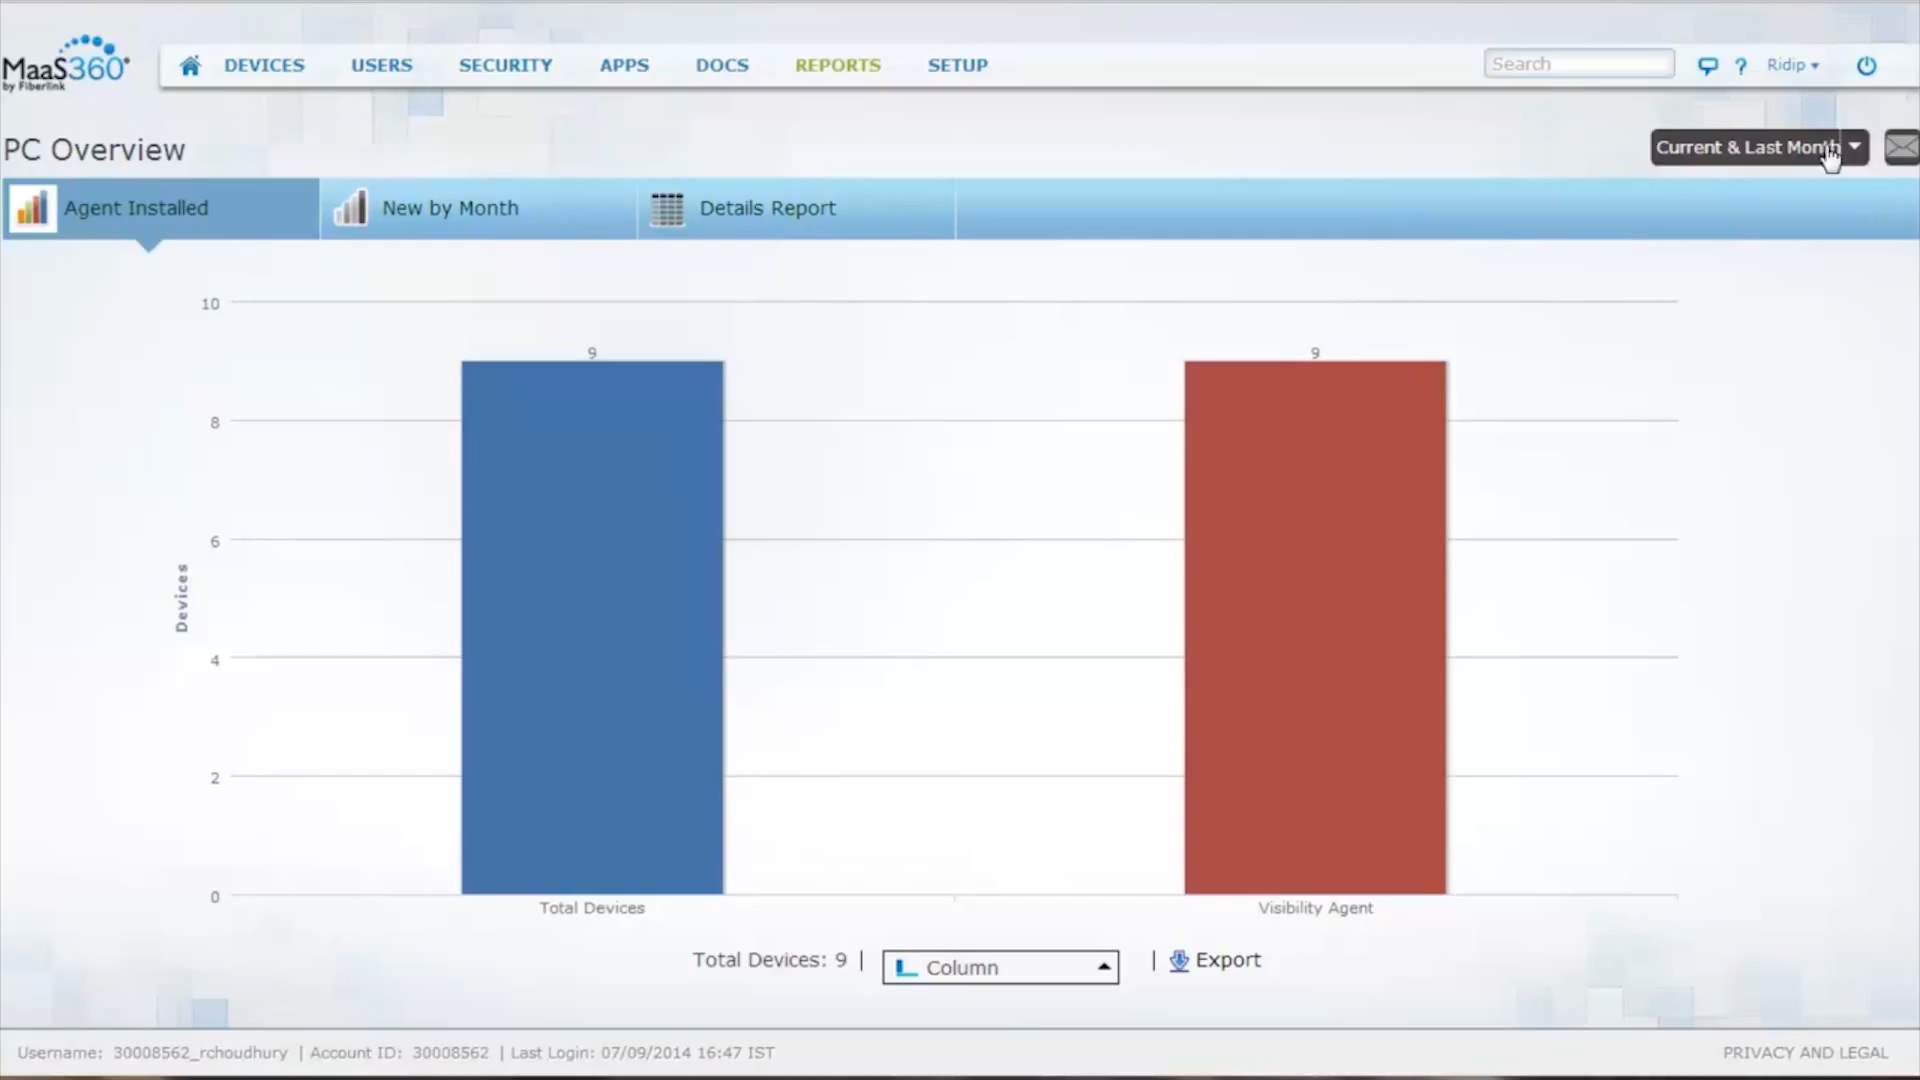 MaaS360
by Fiberlink
DEVICES USERS SECURITY APPS DOCS REPORTS SETUP
Search
? Ridip
PC Overview
Current & Last Month
Agent Installed
New by Month
Details Report
10
8
6
4
2
0
Devices
9
9
Total Devices
Visibility Agent
Total Devices: 9 |
Column
| Export
Username: 30008562_rchoudhury | Account ID: 30008562 | Last Login: 07/09/2014 16:47 IST
PRIVACY AND LEGAL